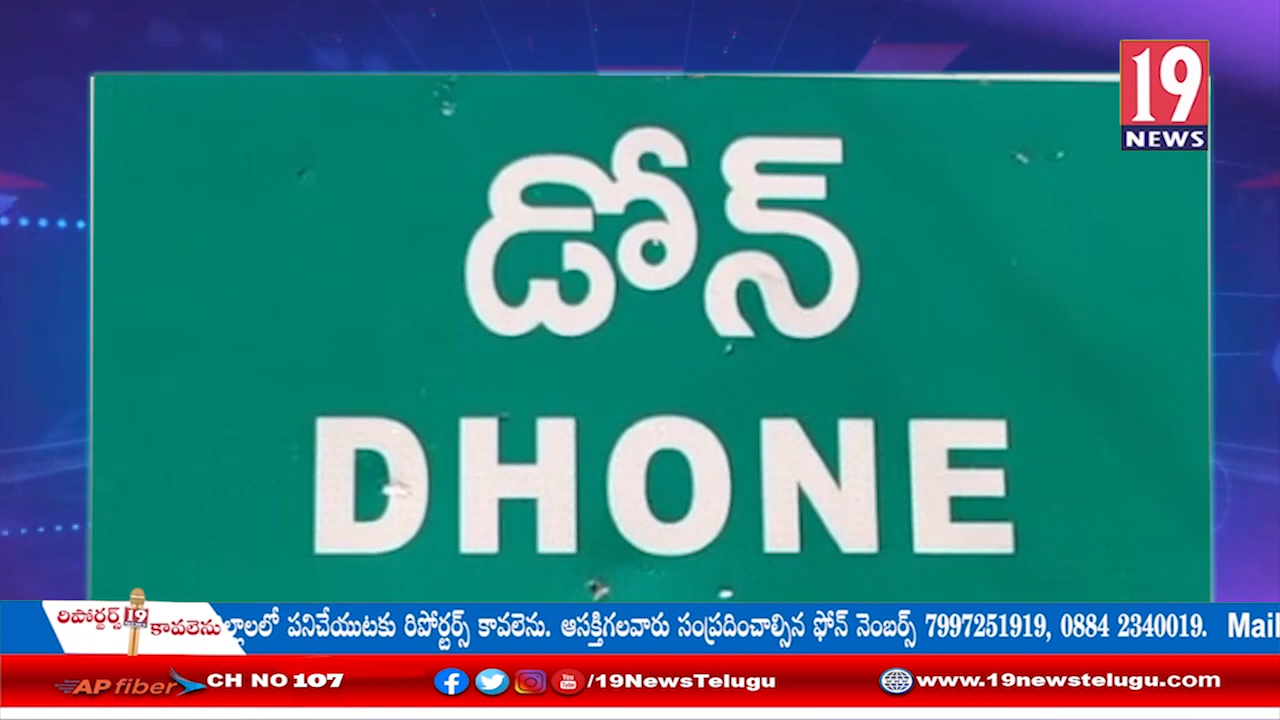 19
NEWS
డోన్
DHONE
రిపోర్టర్స్ 19 కావలెను
ల్లాలలో పనిచేయుటకు రిపోర్టర్స్ కావలెను. ఆసక్తిగలవారు సంప్రదించాల్సిన ఫోన్ నెంబర్స్ 7997251919, 0884 2340019. Mail
AP fiber CH NO 107 /19NewsTelugu www.19newstelugu.com